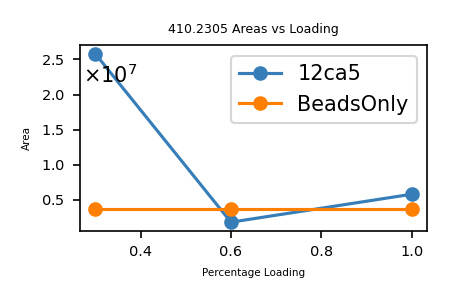 410.2305 Areas vs Loading
×10⁷
12ca5
BeadsOnly
Area
2.5
2.0
1.5
1.0
0.5
0.4
0.6
0.8
1.0
Percentage Loading